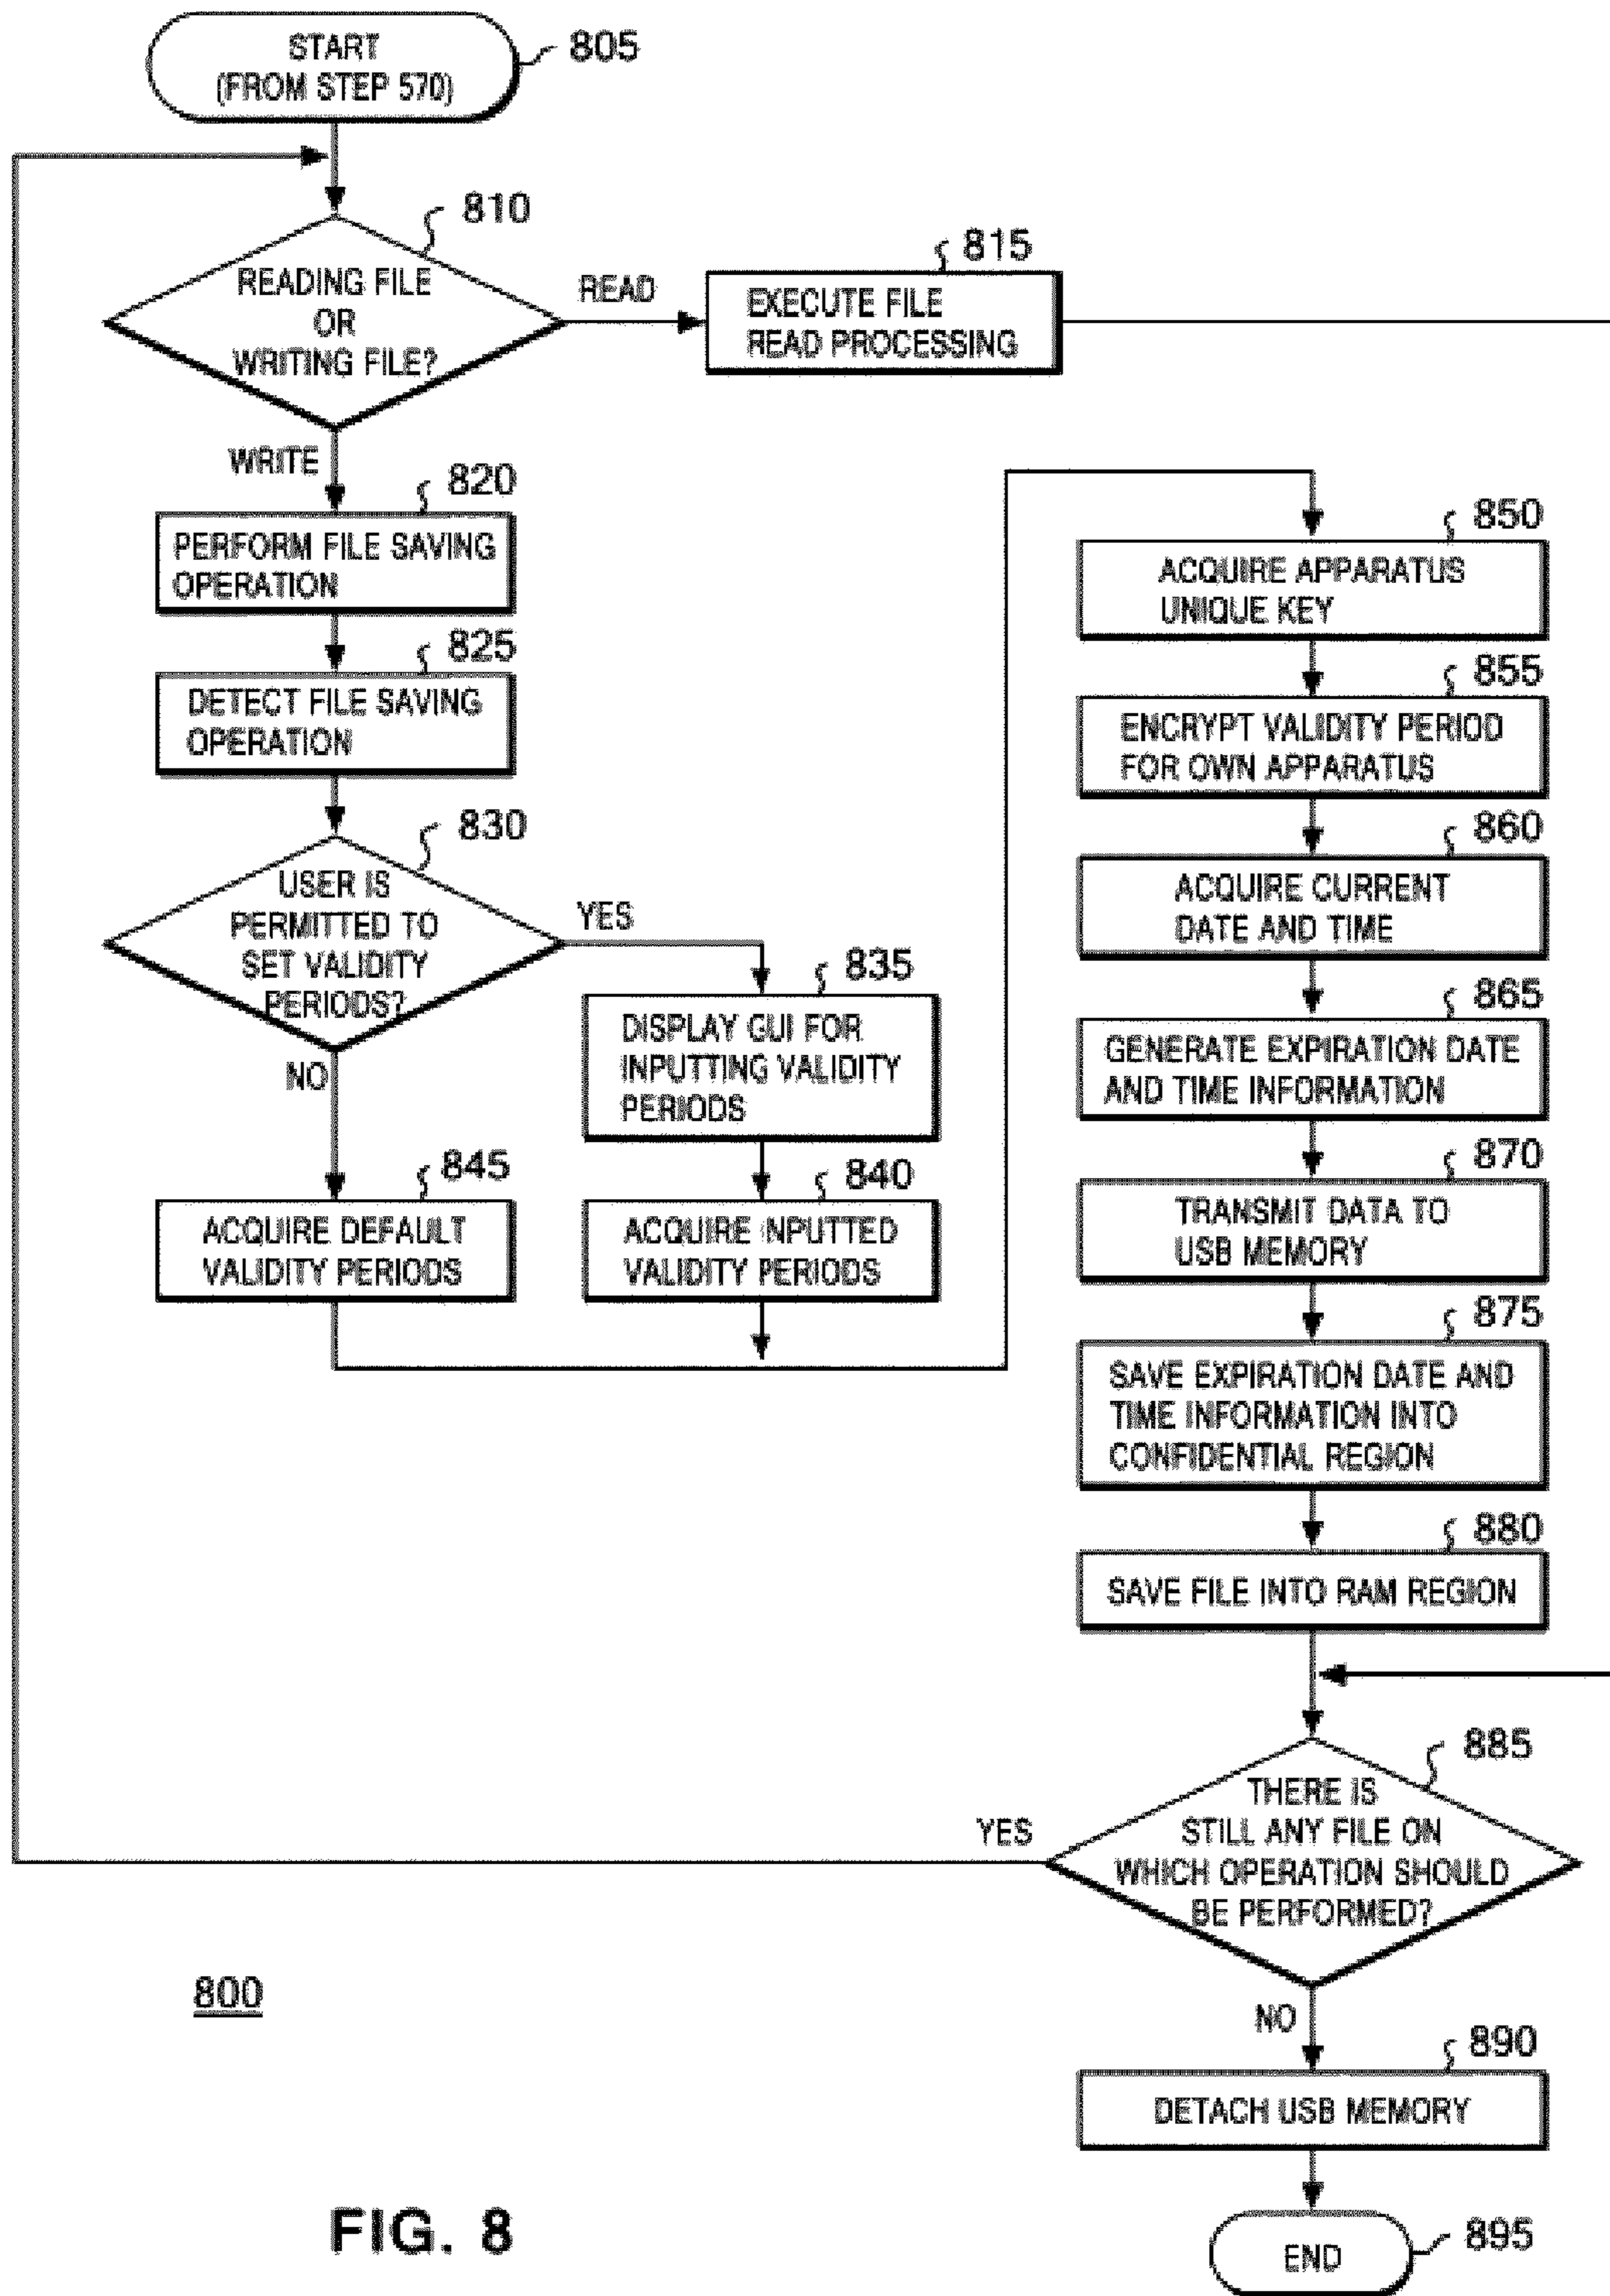 START
(FROM STEP 570)
805
810
READING FILE
OR
WRITING FILE?
READ
815
EXECUTE FILE
READ PROCESSING
WRITE
820
PERFORM FILE SAVING
OPERATION
825
DETECT FILE SAVING
OPERATION
830
USER IS
PERMITTED TO
SET VALIDITY
PERIODS?
YES
835
DISPLAY GUI FOR
INPUTTING VALIDITY
PERIODS
NO
845
ACQUIRE DEFAULT
VALIDITY PERIODS
840
ACQUIRE INPUTTED
VALIDITY PERIODS
850
ACQUIRE APPARATUS
UNIQUE KEY
855
ENCRYPT VALIDITY PERIOD
FOR OWN APPARATUS
860
ACQUIRE CURRENT
DATE AND TIME
865
GENERATE EXPIRATION DATE
AND TIME INFORMATION
870
TRANSMIT DATA TO
USB MEMORY
875
SAVE EXPIRATION DATE AND
TIME INFORMATION INTO
CONFIDENTIAL REGION
880
SAVE FILE INTO RAM REGION
885
THERE IS
STILL ANY FILE ON
WHICH OPERATION SHOULD
BE PERFORMED?
YES
NO
890
DETACH USB MEMORY
895
END
800
FIG. 8